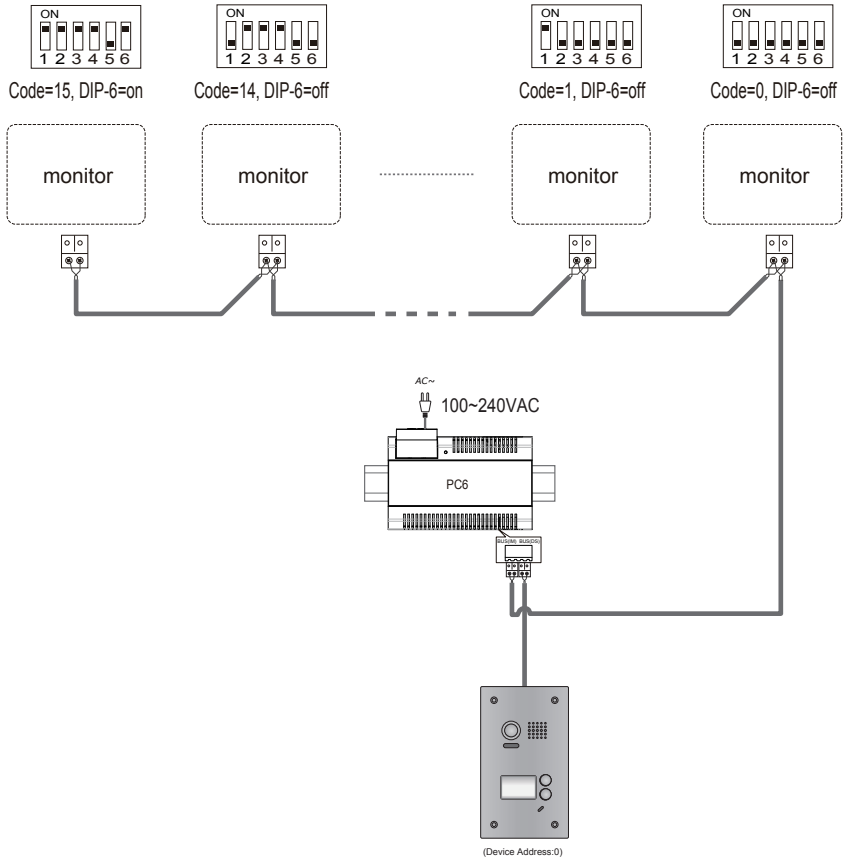 ON
1 2 3 4 5 6
ON
1 2 3 4 5 6
ON
1 2 3 4 5 6
ON
1 2 3 4 5 6
Code=15, DIP-6=on
Code=14, DIP-6=off
Code=1, DIP-6=off
Code=0, DIP-6=off
monitor
monitor
monitor
monitor
AC~
100~240VAC
PC6
BUS(IM) BUS(DS)
(Device Address:0)